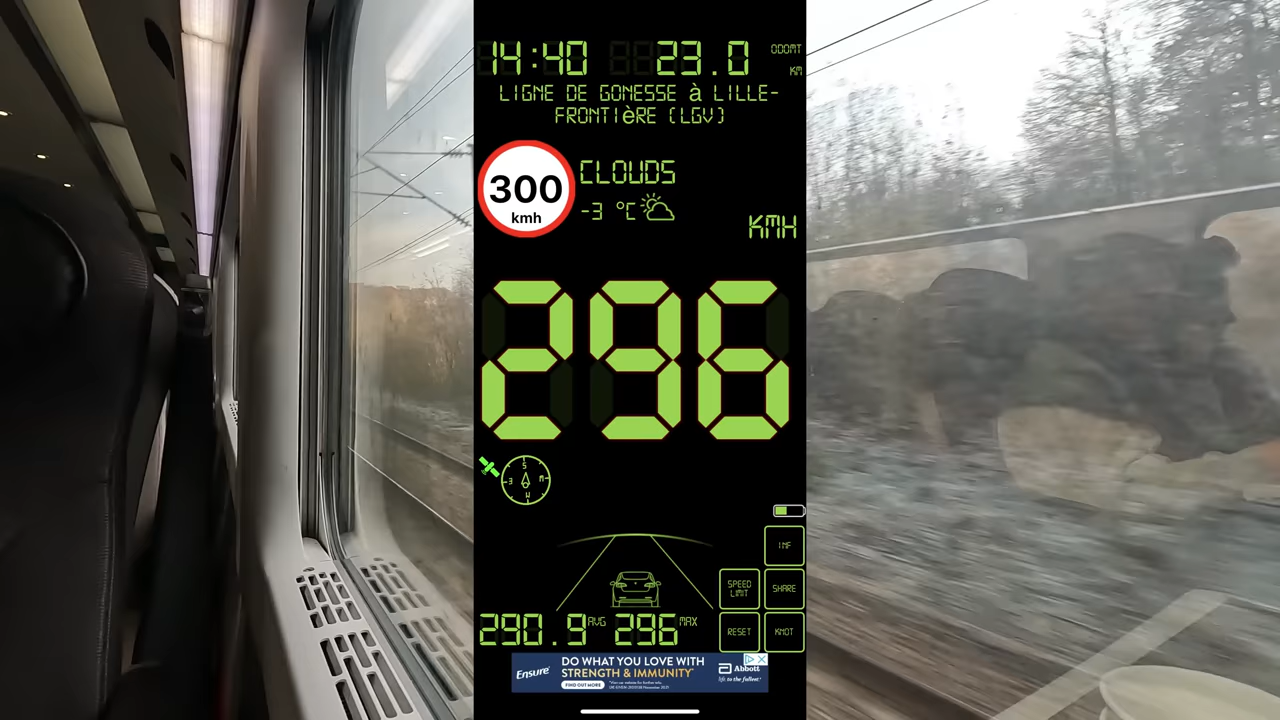 14:40 23.0 ODOMT KM
LIGNE DE GONESSE à LILLE-
FRONTIèRE (LGV)
300
kmh
CLOUDS
-3 °C
KMH
296
INF
SPEED
LIMIT
SHARE
290.9 AVG 296 MAX
RESET
KNOT
Ensure
DO WHAT YOU LOVE WITH
STRENGTH & IMMUNITY
FIND OUT MORE
Abbott
life to the fullest